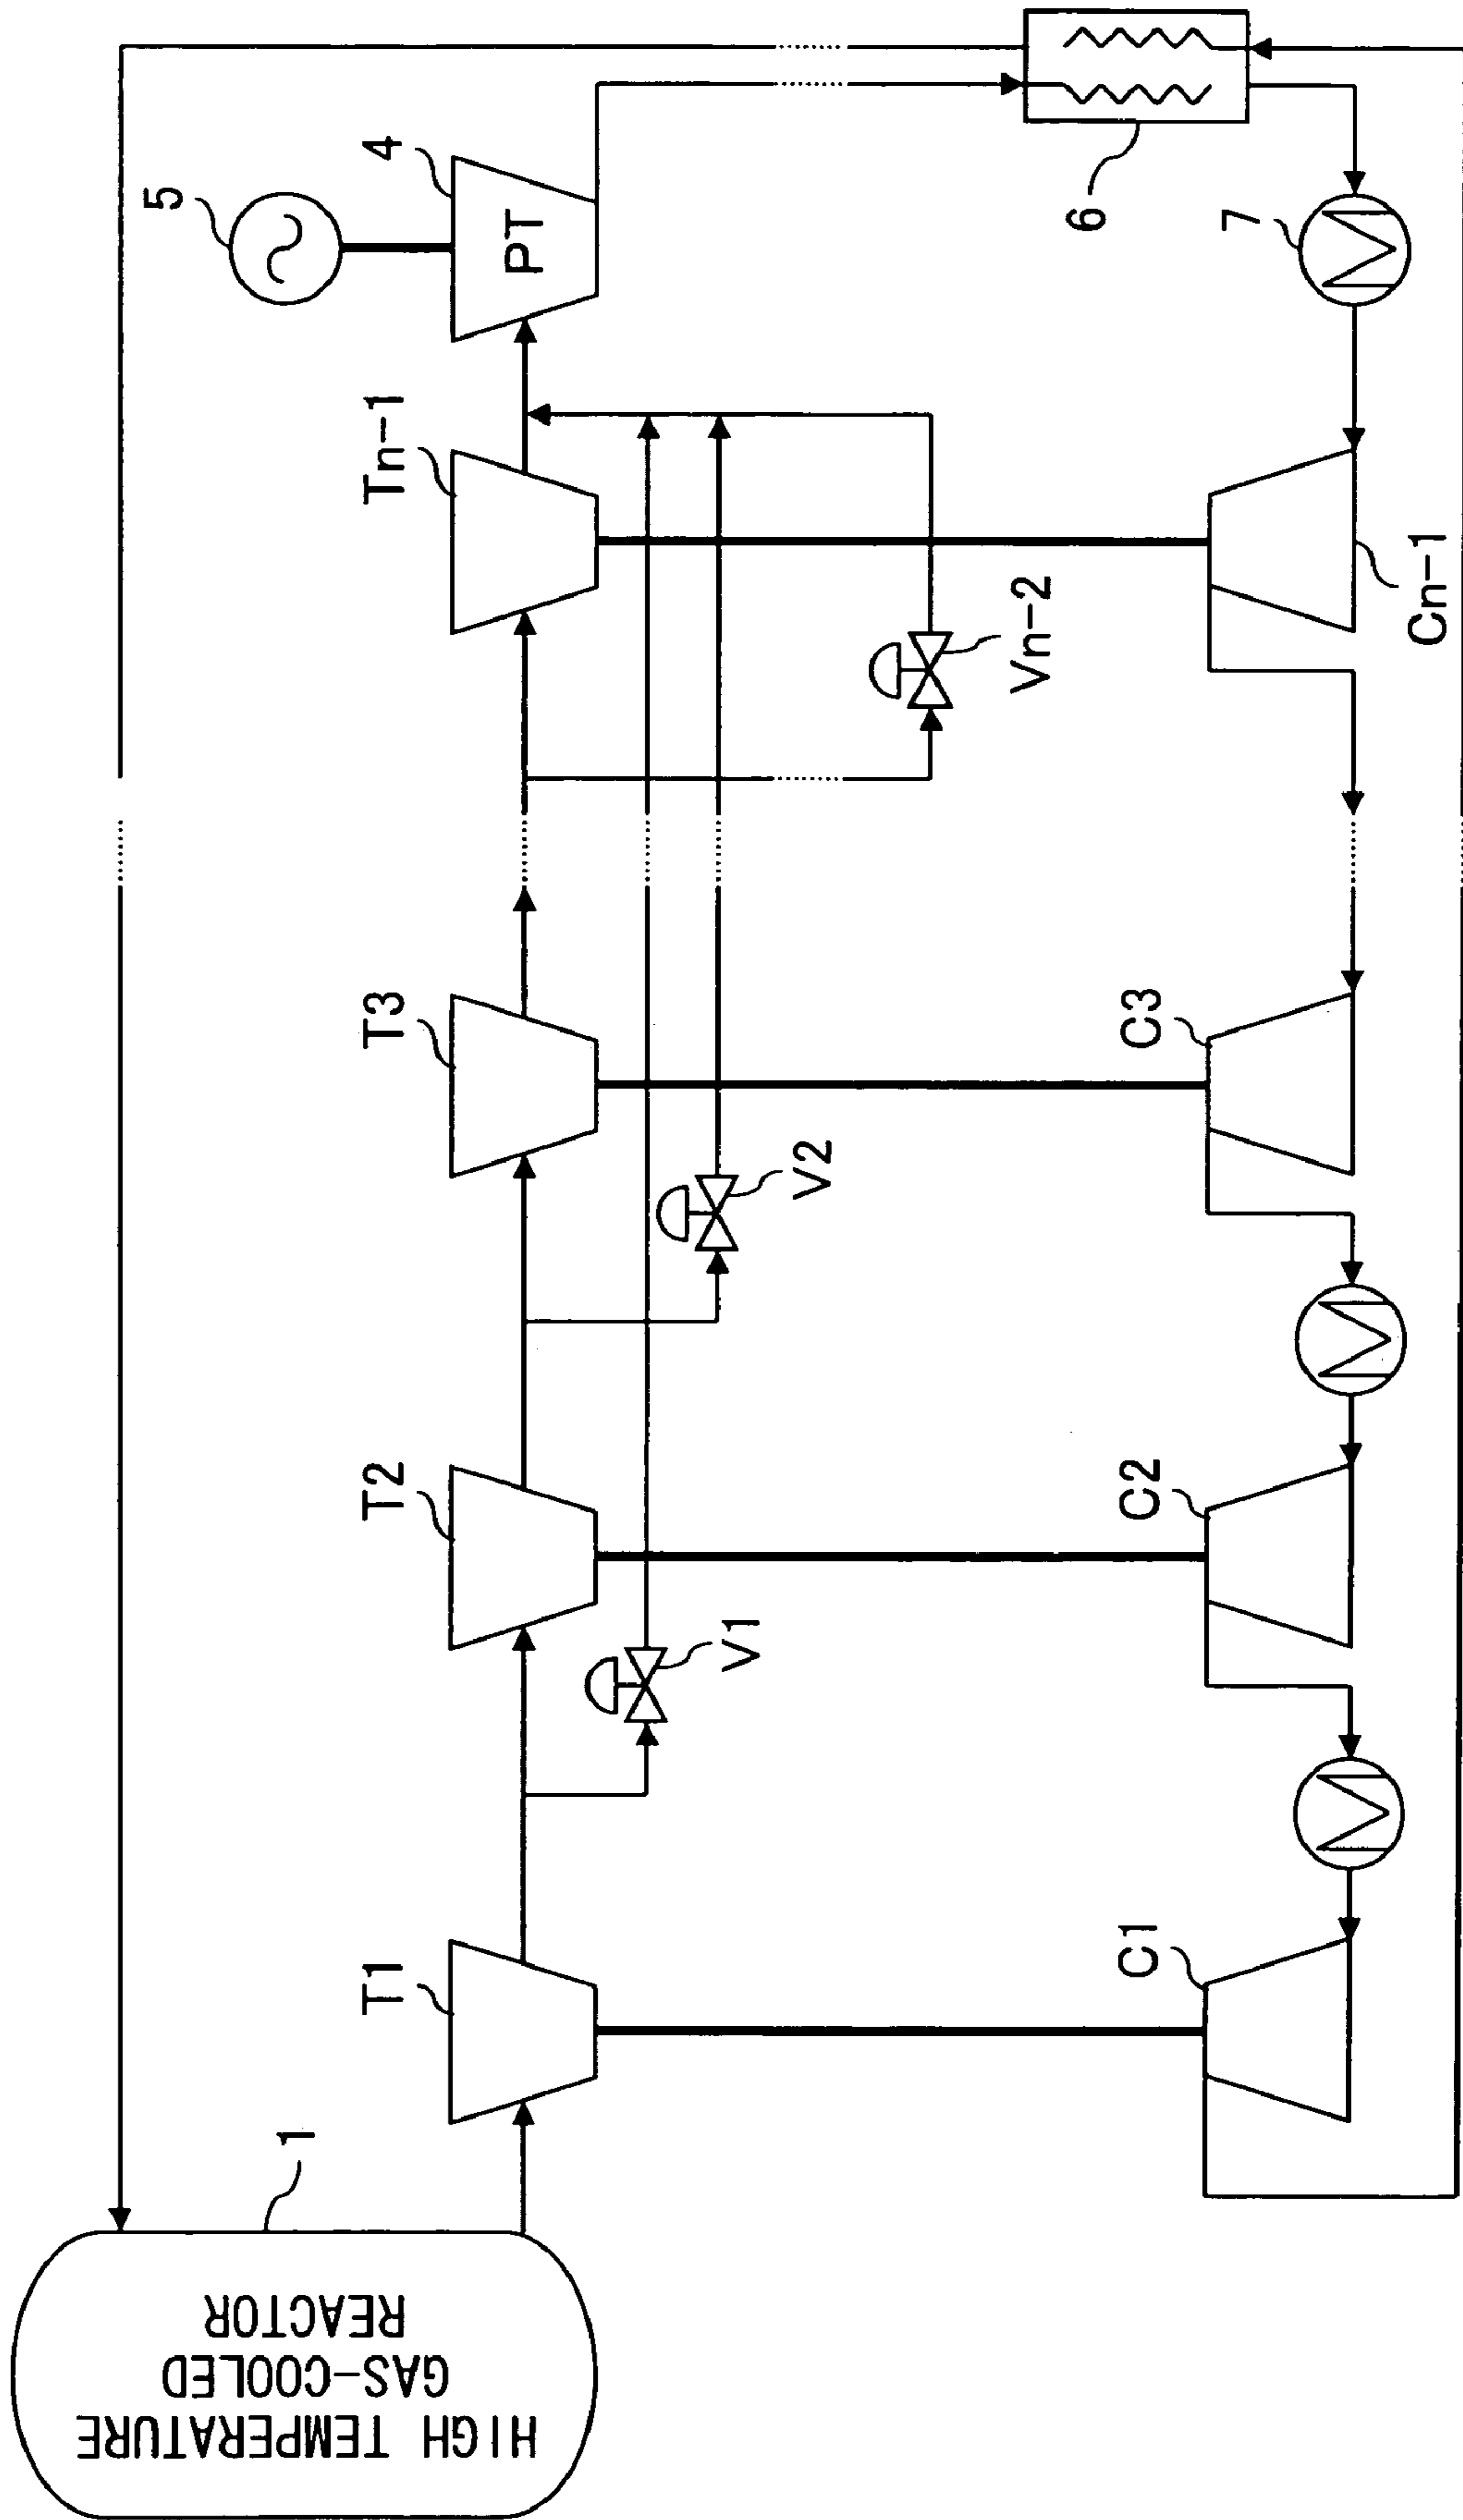 HIGH TEMPERATURE
GAS-COOLED
REACTOR
1
T1
T2
T3
Tn-1
4
5
PT
V1
V2
Vn-2
6
7
C1
C2
C3
Cn-1